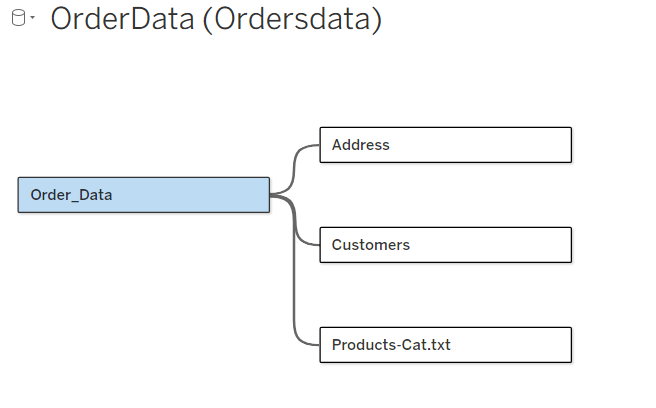 OrderData (Ordersdata)
Address
Order_Data
Customers
Products-Cat.txt